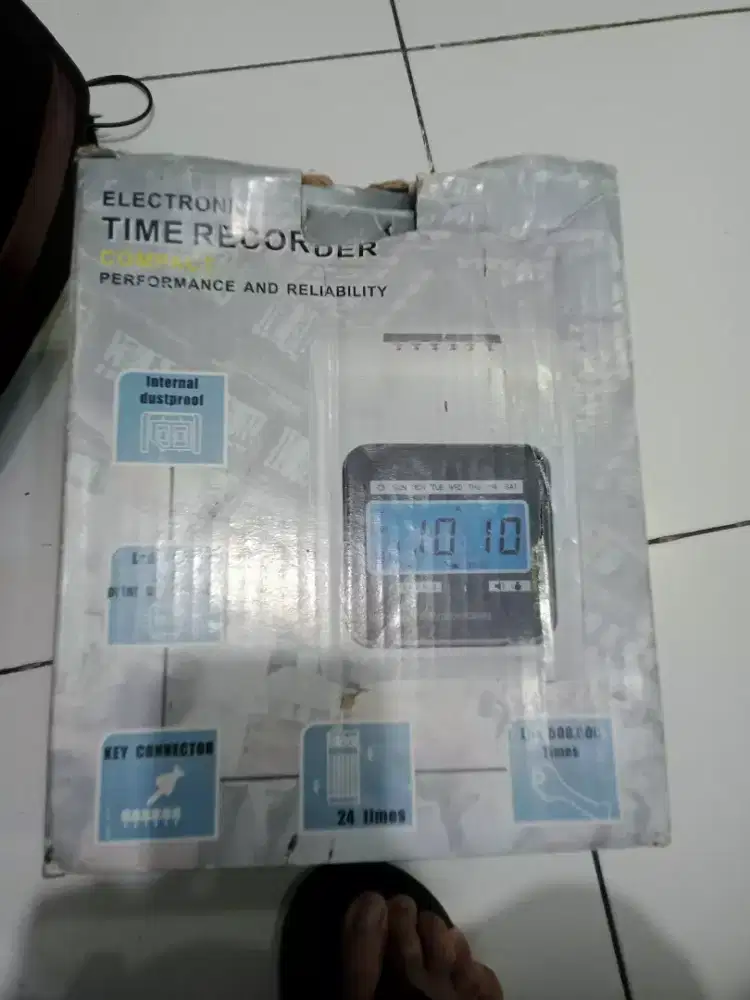 ELECTRONI
TIME RECORDER
COMPACT
PERFORMANCE AND RELIABILITY
Internal
dustproof
SUN MON TUE WED THU FRI SAT
10 10
KEY CONNECTOR
24 times
Times